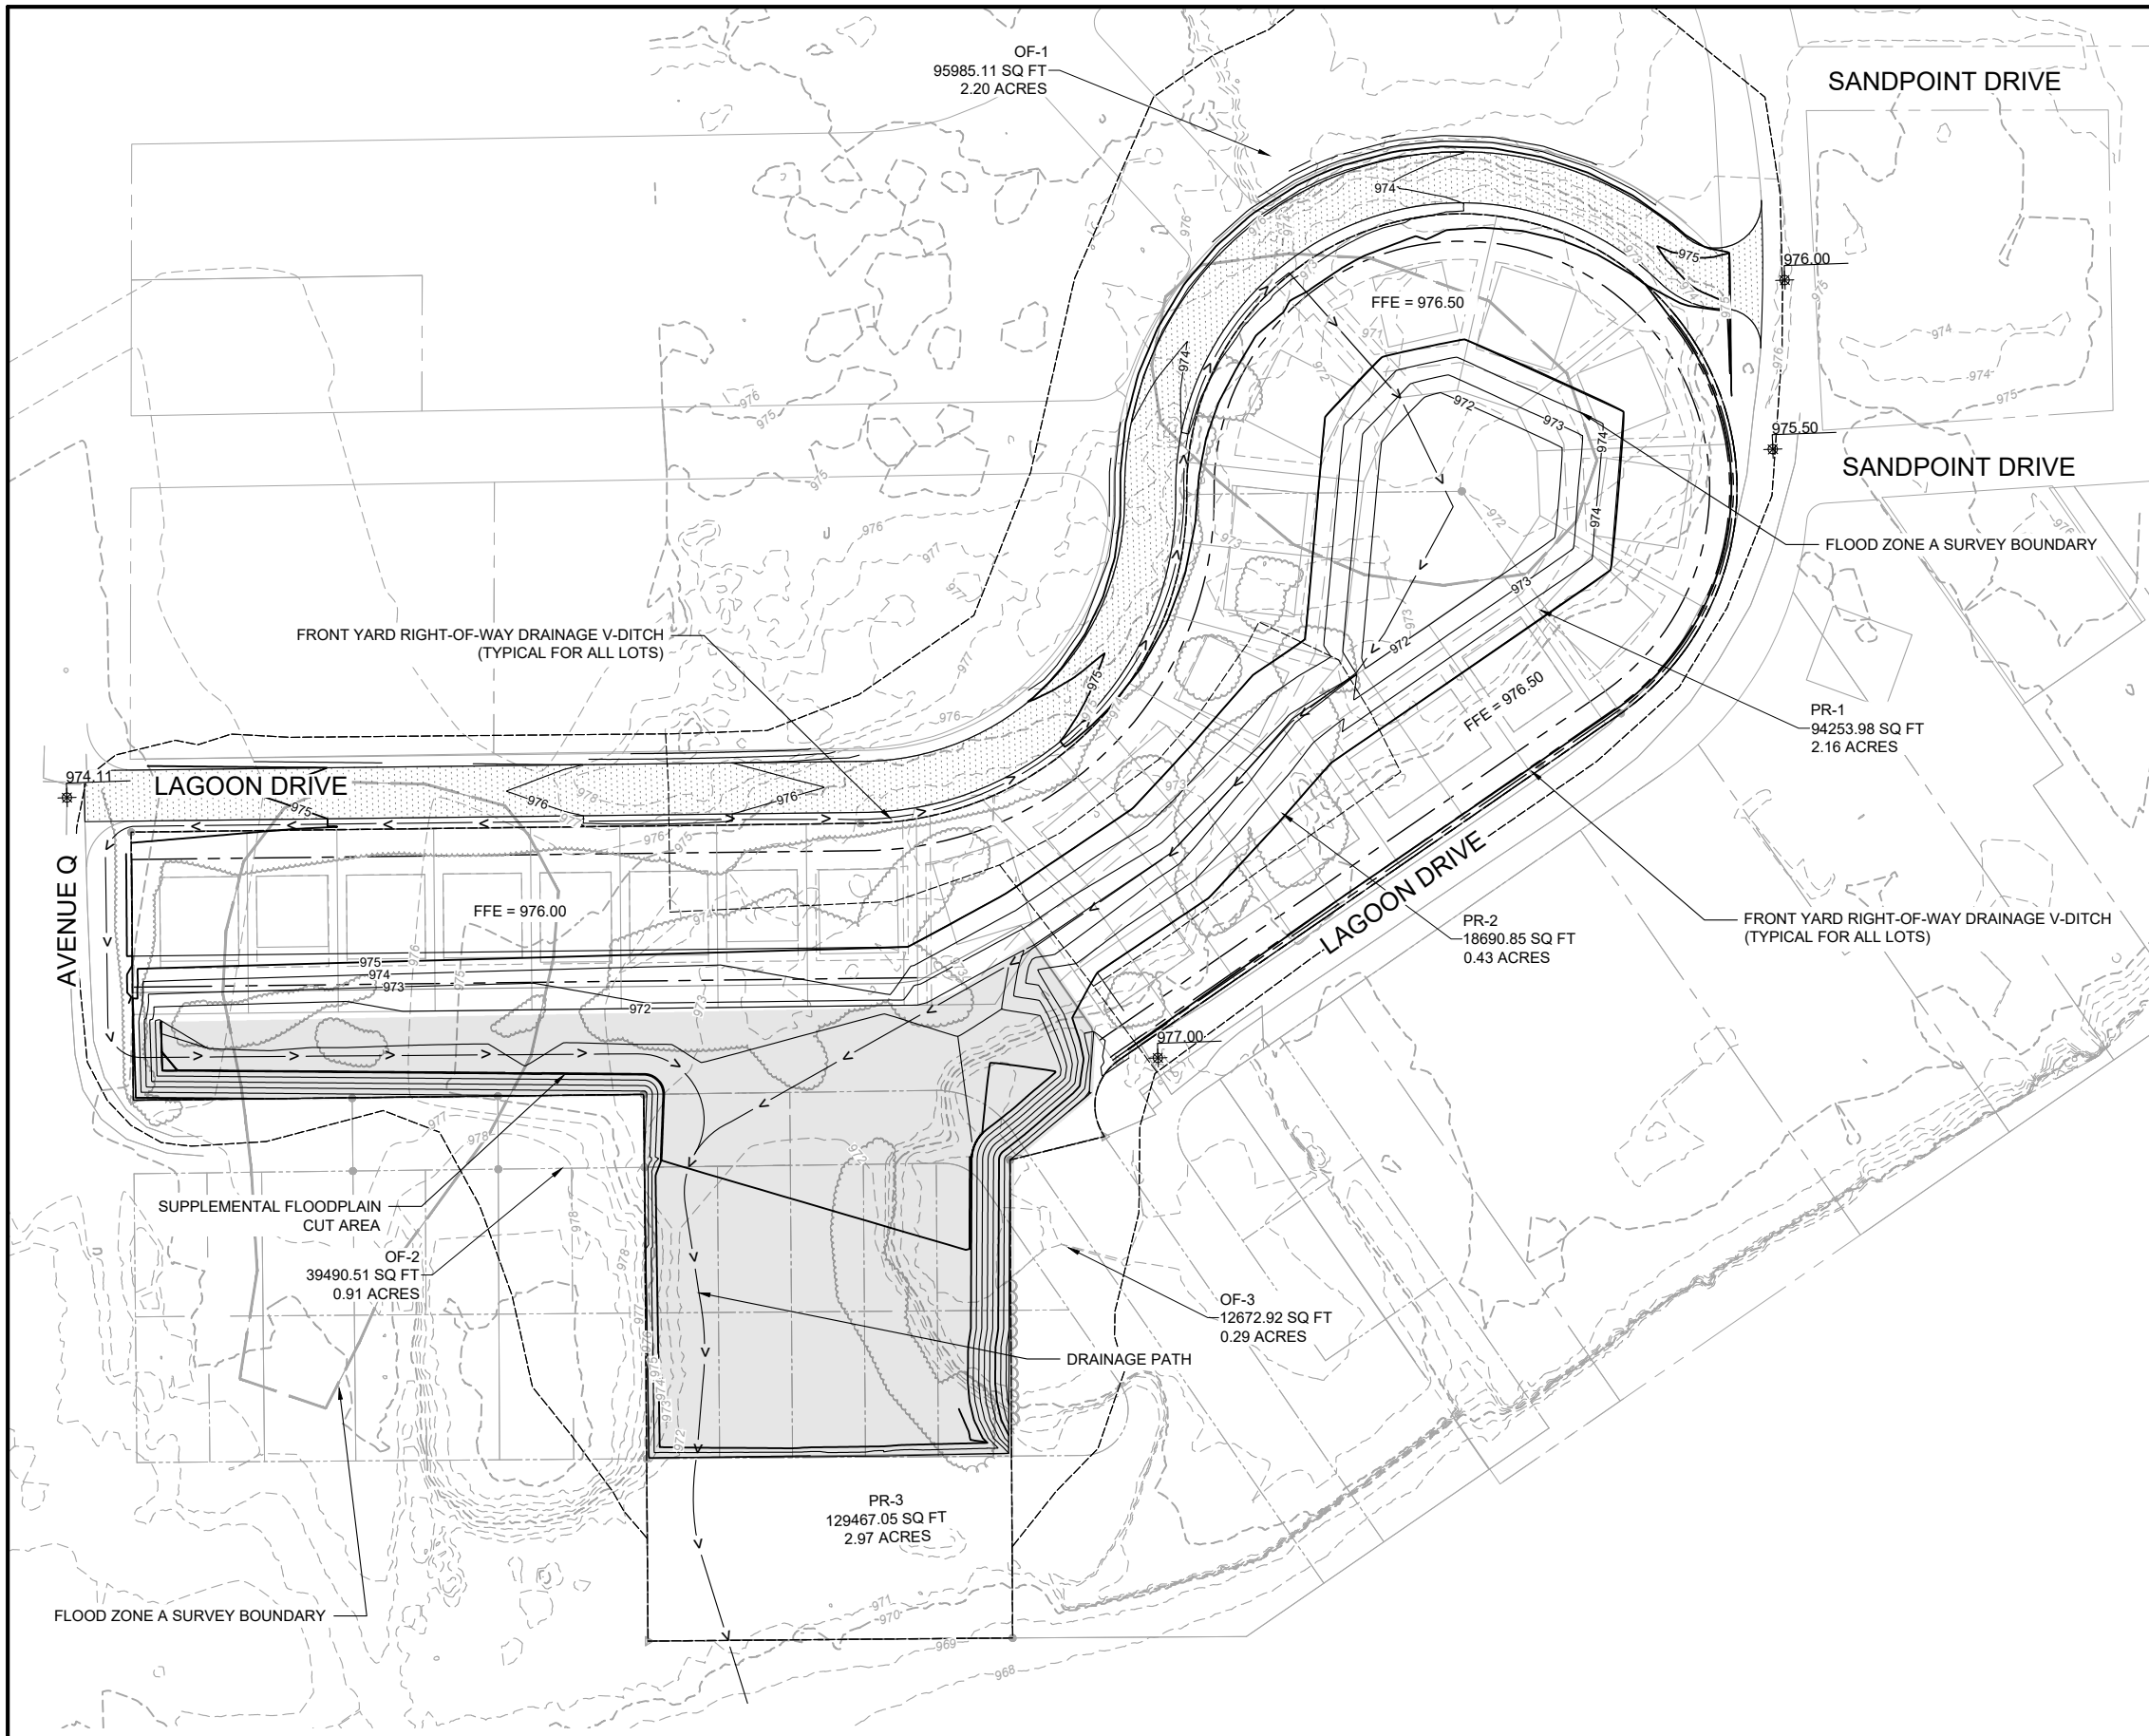 OF-1
95985.11 SQ FT
2.20 ACRES
SANDPOINT DRIVE
976.00
974
975
FFE = 976.50
971
972
973
974
975.50
SANDPOINT DRIVE
FLOOD ZONE A SURVEY BOUNDARY
FRONT YARD RIGHT-OF-WAY DRAINAGE V-DITCH
(TYPICAL FOR ALL LOTS)
FFE = 976.50
PR-1
94253.98 SQ FT
2.16 ACRES
974.11
LAGOON DRIVE
975
976
976
AVENUE Q
FFE = 976.00
LAGOON DRIVE
PR-2
18690.85 SQ FT
0.43 ACRES
FRONT YARD RIGHT-OF-WAY DRAINAGE V-DITCH
(TYPICAL FOR ALL LOTS)
975
974
973
972
977.00
977
978
SUPPLEMENTAL FLOODPLAIN
CUT AREA
OF-2
39490.51 SQ FT
0.91 ACRES
OF-3
12672.92 SQ FT
0.29 ACRES
DRAINAGE PATH
PR-3
129467.05 SQ FT
2.97 ACRES
FLOOD ZONE A SURVEY BOUNDARY
971
970
969
968